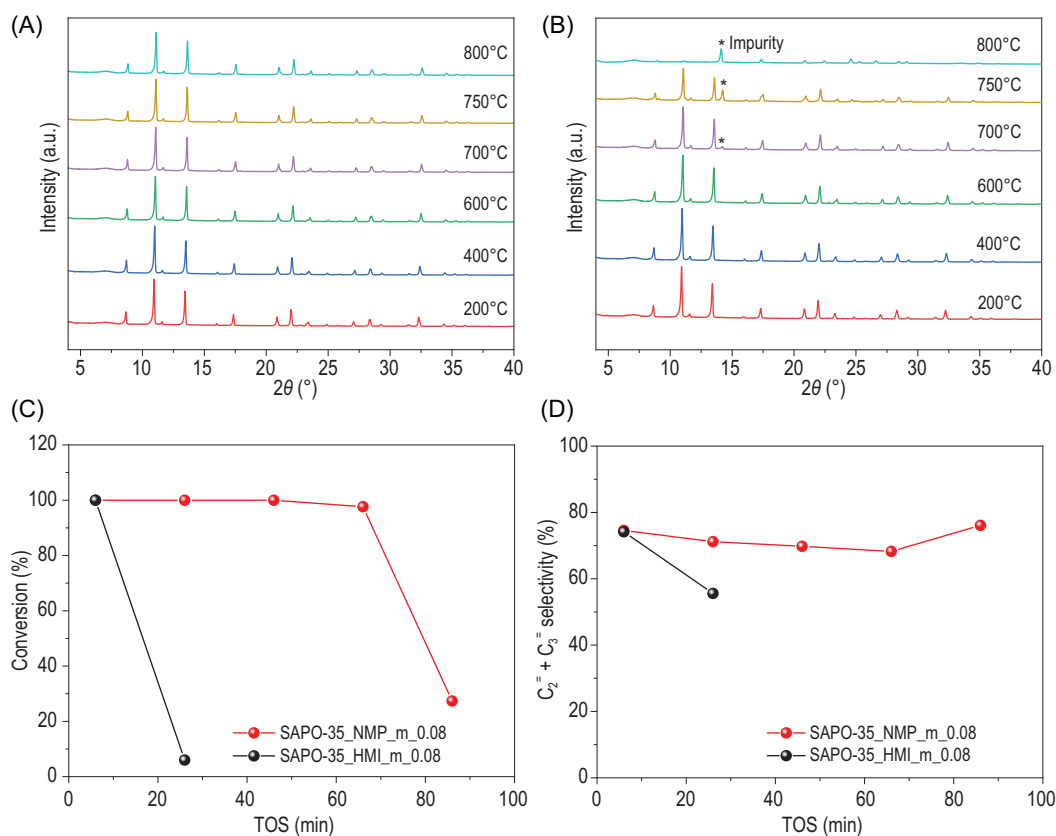 (A)
800°C
750°C
700°C
600°C
400°C
200°C
Intensity (a.u.)
5 10 15 20 25 30 35 40
2θ (°)
(B)
* Impurity
800°C
*
750°C
*
700°C
600°C
400°C
200°C
Intensity (a.u.)
5 10 15 20 25 30 35 40
2θ (°)
(C)
120
100
80
60
40
20
0
Conversion (%)
SAPO-35_NMP_m_0.08
SAPO-35_HMI_m_0.08
0 20 40 60 80 100
TOS (min)
(D)
100
80
60
40
20
0
C₂⁼ + C₃⁼ selectivity (%)
SAPO-35_NMP_m_0.08
SAPO-35_HMI_m_0.08
0 20 40 60 80 100
TOS (min)